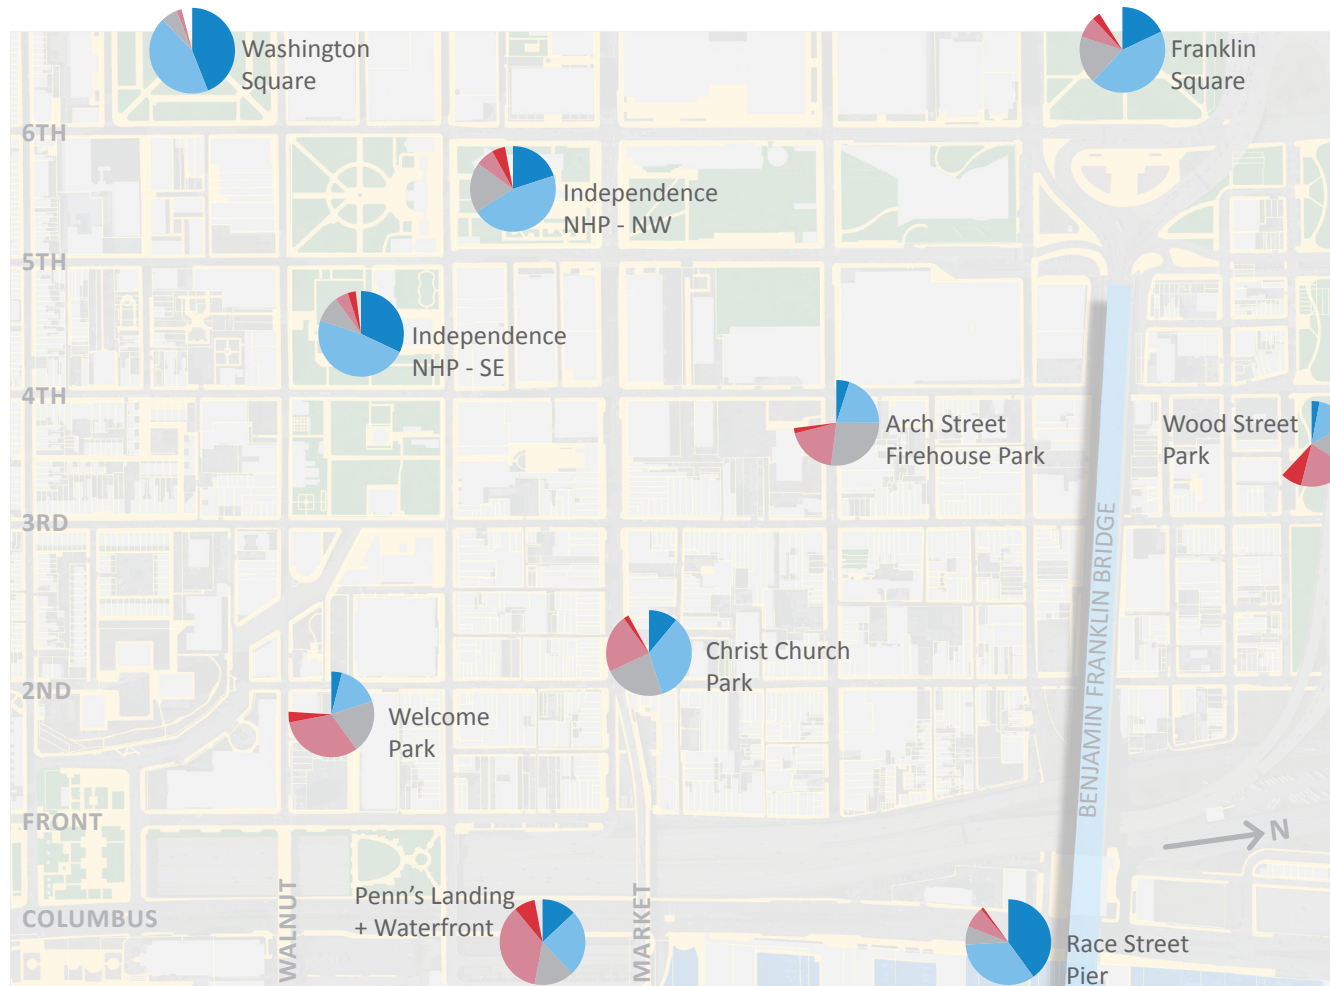 Washington
Square
Franklin
Square
6TH
Independence
NHP - NW
5TH
Independence
NHP - SE
4TH
Arch Street
Firehouse Park
Wood Street
Park
3RD
BENJAMIN FRANKLIN BRIDGE
Christ Church
Park
2ND
Welcome
Park
FRONT
N
COLUMBUS
WALNUT
Penn's Landing
+ Waterfront
MARKET
Race Street
Pier